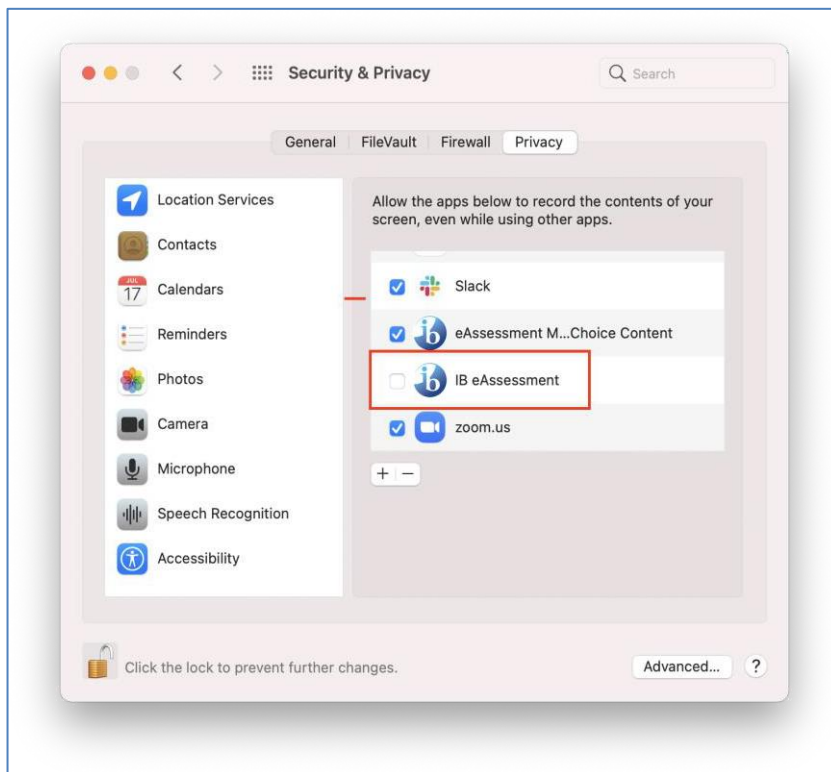 Security & Privacy
Search
General FileVault Firewall Privacy
Location Services
Contacts
JUL
17
Calendars
Reminders
Photos
Camera
Microphone
Speech Recognition
Accessibility
Allow the apps below to record the contents of your
screen, even while using other apps.
Slack
ib eAssessment M...Choice Content
ib IB eAssessment
zoom.us
+ −
Click the lock to prevent further changes.
Advanced... ?